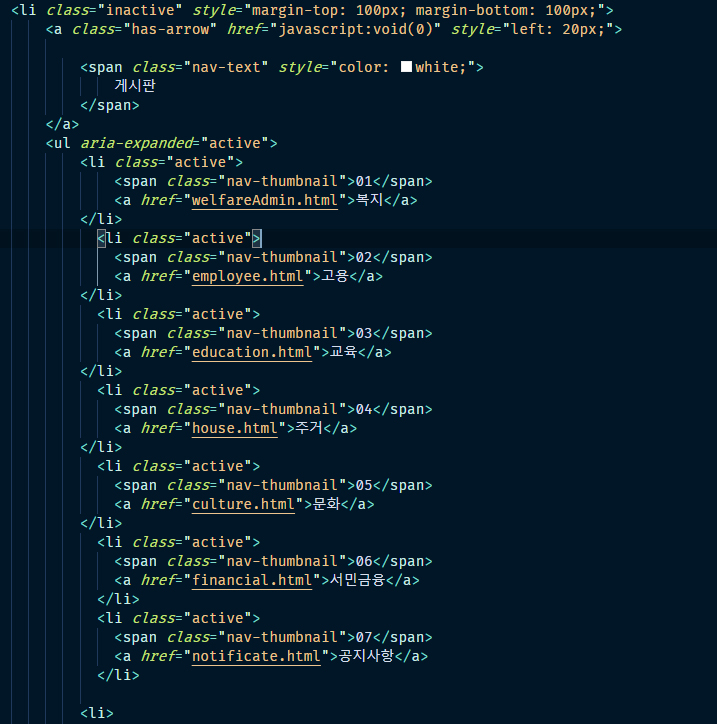 <li class="inactive" style="margin-top: 100px; margin-bottom: 100px;">
<a class="has-arrow" href="javascript:void(0)" style="left: 20px;">
<span class="nav-text" style="color: white;">
게시판
</span>
</a>
<ul aria-expanded="active">
<li class="active">
<span class="nav-thumbnail">01</span>
<a href="welfareAdmin.html">복지</a>
</li>
<li class="active">
<span class="nav-thumbnail">02</span>
<a href="employee.html">고용</a>
</li>
<li class="active">
<span class="nav-thumbnail">03</span>
<a href="education.html">교육</a>
</li>
<li class="active">
<span class="nav-thumbnail">04</span>
<a href="house.html">주거</a>
</li>
<li class="active">
<span class="nav-thumbnail">05</span>
<a href="culture.html">문화</a>
</li>
<li class="active">
<span class="nav-thumbnail">06</span>
<a href="financial.html">서민금융</a>
</li>
<li class="active">
<span class="nav-thumbnail">07</span>
<a href="notificate.html">공지사항</a>
</li>
<li>